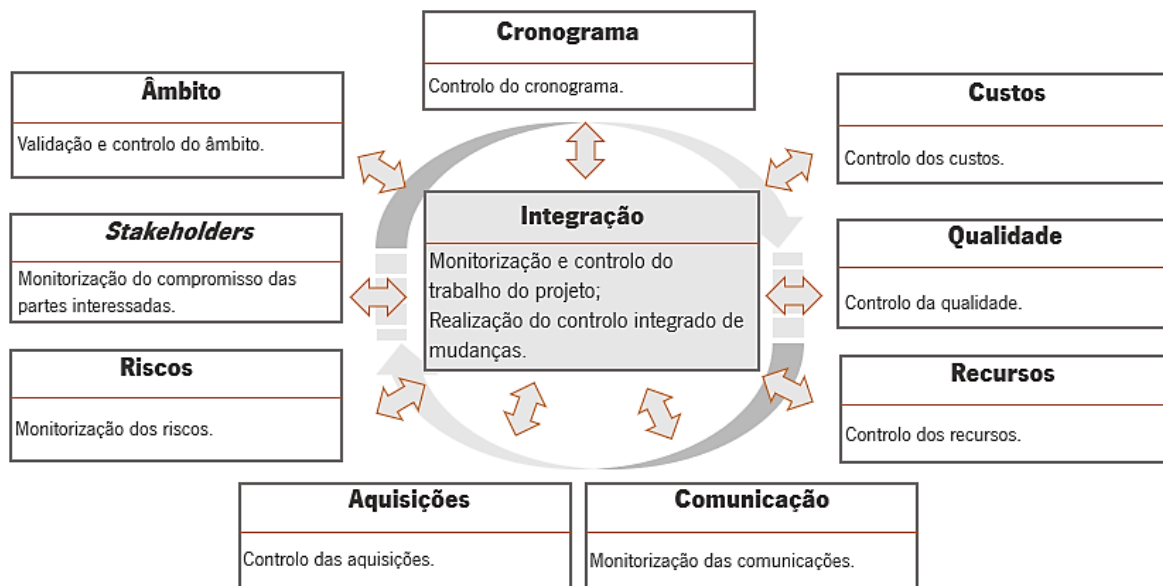 Cronograma
Controlo do cronograma.
Âmbito
Validação e controlo do âmbito.
Custos
Controlo dos custos.
Stakeholders
Monitorização do compromisso das
partes interessadas.
Integração
Monitorização e controlo do
trabalho do projeto;
Realização do controlo integrado de
mudanças.
Qualidade
Controlo da qualidade.
Riscos
Monitorização dos riscos.
Recursos
Controlo dos recursos.
Aquisições
Controlo das aquisições.
Comunicação
Monitorização das comunicações.